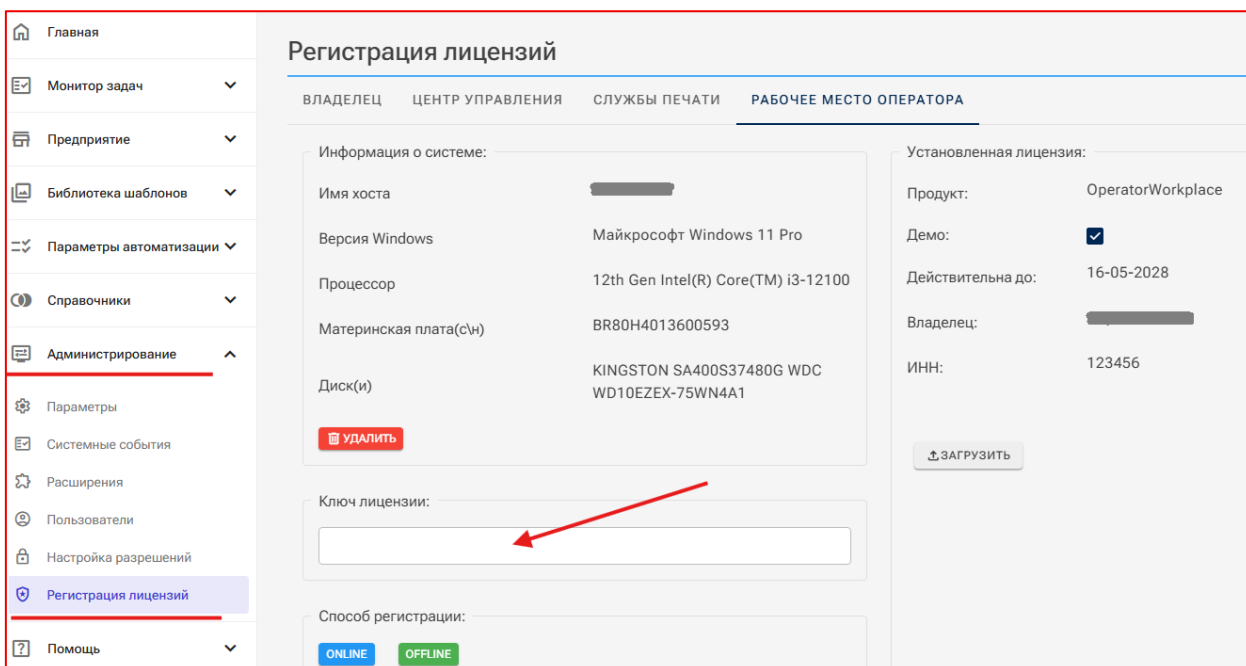 Главная
Монитор задач
Предприятие
Библиотека шаблонов
Параметры автоматизации
Справочники
Администрирование
Параметры
Системные события
Расширения
Пользователи
Настройка разрешений
Регистрация лицензий
Помощь
Регистрация лицензий
ВЛАДЕЛЕЦ ЦЕНТР УПРАВЛЕНИЯ СЛУЖБЫ ПЕЧАТИ РАБОЧЕЕ МЕСТО ОПЕРАТОРА
Информация о системе:
Имя хоста
Версия Windows Майкрософт Windows 11 Pro
Процессор 12th Gen Intel(R) Core(TM) i3-12100
Материнская плата(с\н) BR80H4013600593
Диск(и) KINGSTON SA400S37480G WDC
WD10EZEX-75WN4A1
УДАЛИТЬ
Ключ лицензии:
Способ регистрации:
ONLINE OFFLINE
Установленная лицензия:
Продукт: OperatorWorkplace
Демо:
Действительна до: 16-05-2028
Владелец:
ИНН: 123456
ЗАГРУЗИТЬ